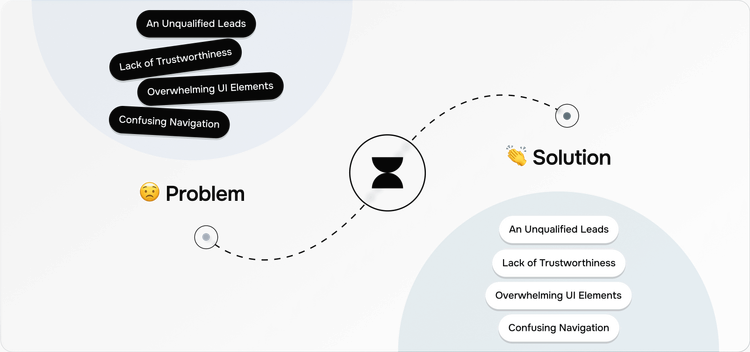 An Unqualified Leads
Lack of Trustworthiness
Overwhelming UI Elements
Confusing Navigation
😟 Problem
👏 Solution
An Unqualified Leads
Lack of Trustworthiness
Overwhelming UI Elements
Confusing Navigation